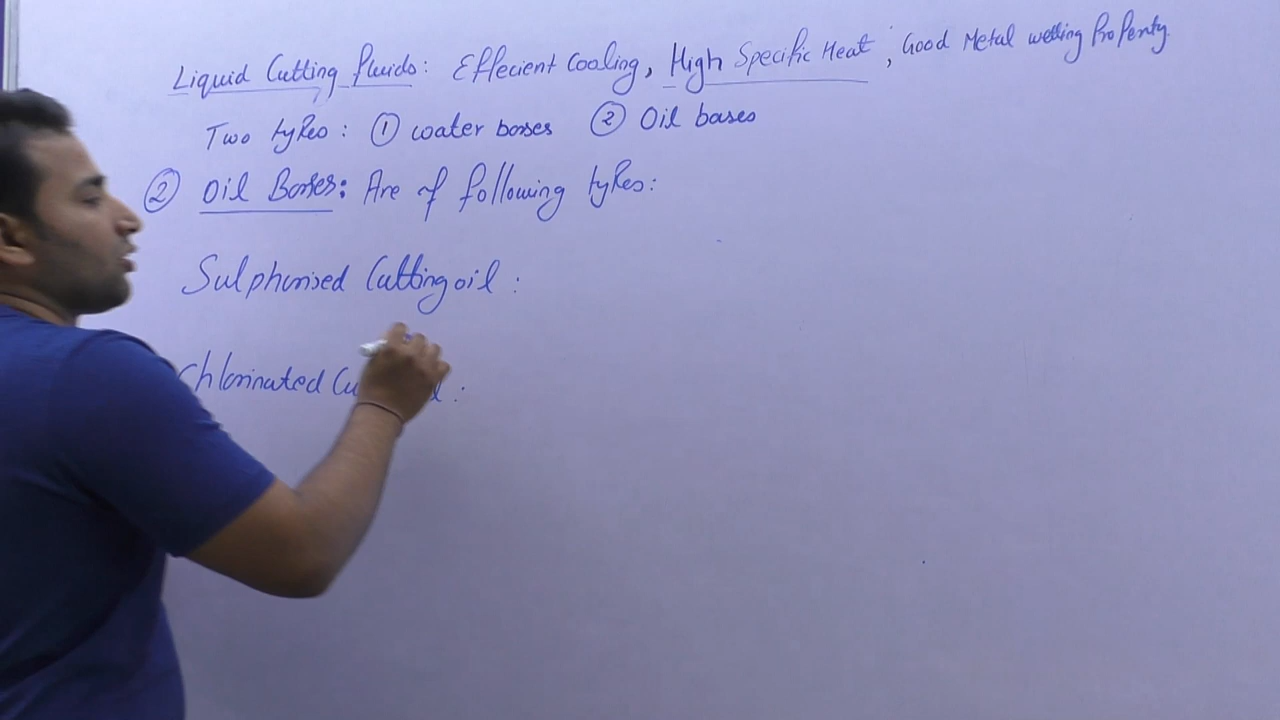 Liquid Cutting fluids: Effecient Cooling, High Specific Heat, Good Metal wetting Property.
Two types: ① water bases ② Oil bases
② Oil Bases: Are of following types:
Sulphurised Cutting oil:
Chlorinated :